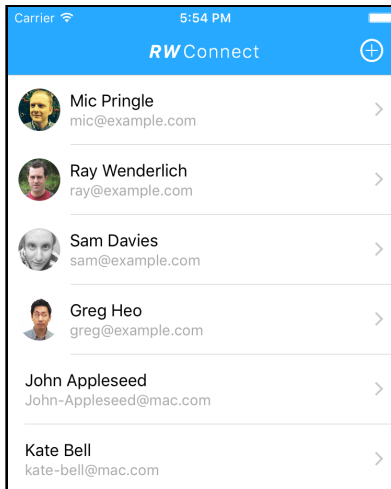 Carrier 5:54 PM
RWConnect
Mic Pringle
mic@example.com
Ray Wenderlich
ray@example.com
Sam Davies
sam@example.com
Greg Heo
greg@example.com
John Appleseed
John-Appleseed@mac.com
Kate Bell
kate-bell@mac.com